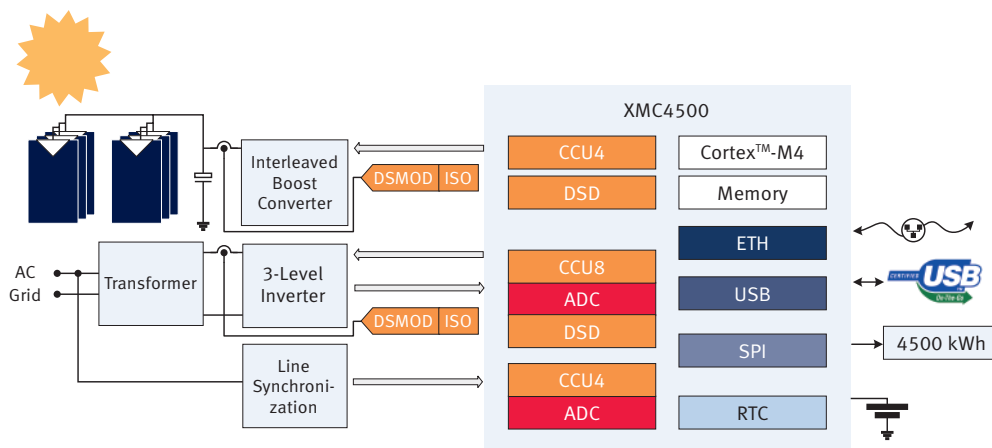 XMC4500
Interleaved
Boost
Converter
DSMOD ISO
CCU4
DSD
Cortex™-M4
Memory
ETH
AC
Grid
Transformer
3-Level
Inverter
DSMOD ISO
CCU8
ADC
DSD
USB
CERTIFIED
USB
™
On-The-Go
SPI
4500 kWh
Line
Synchroni-
zation
CCU4
ADC
RTC